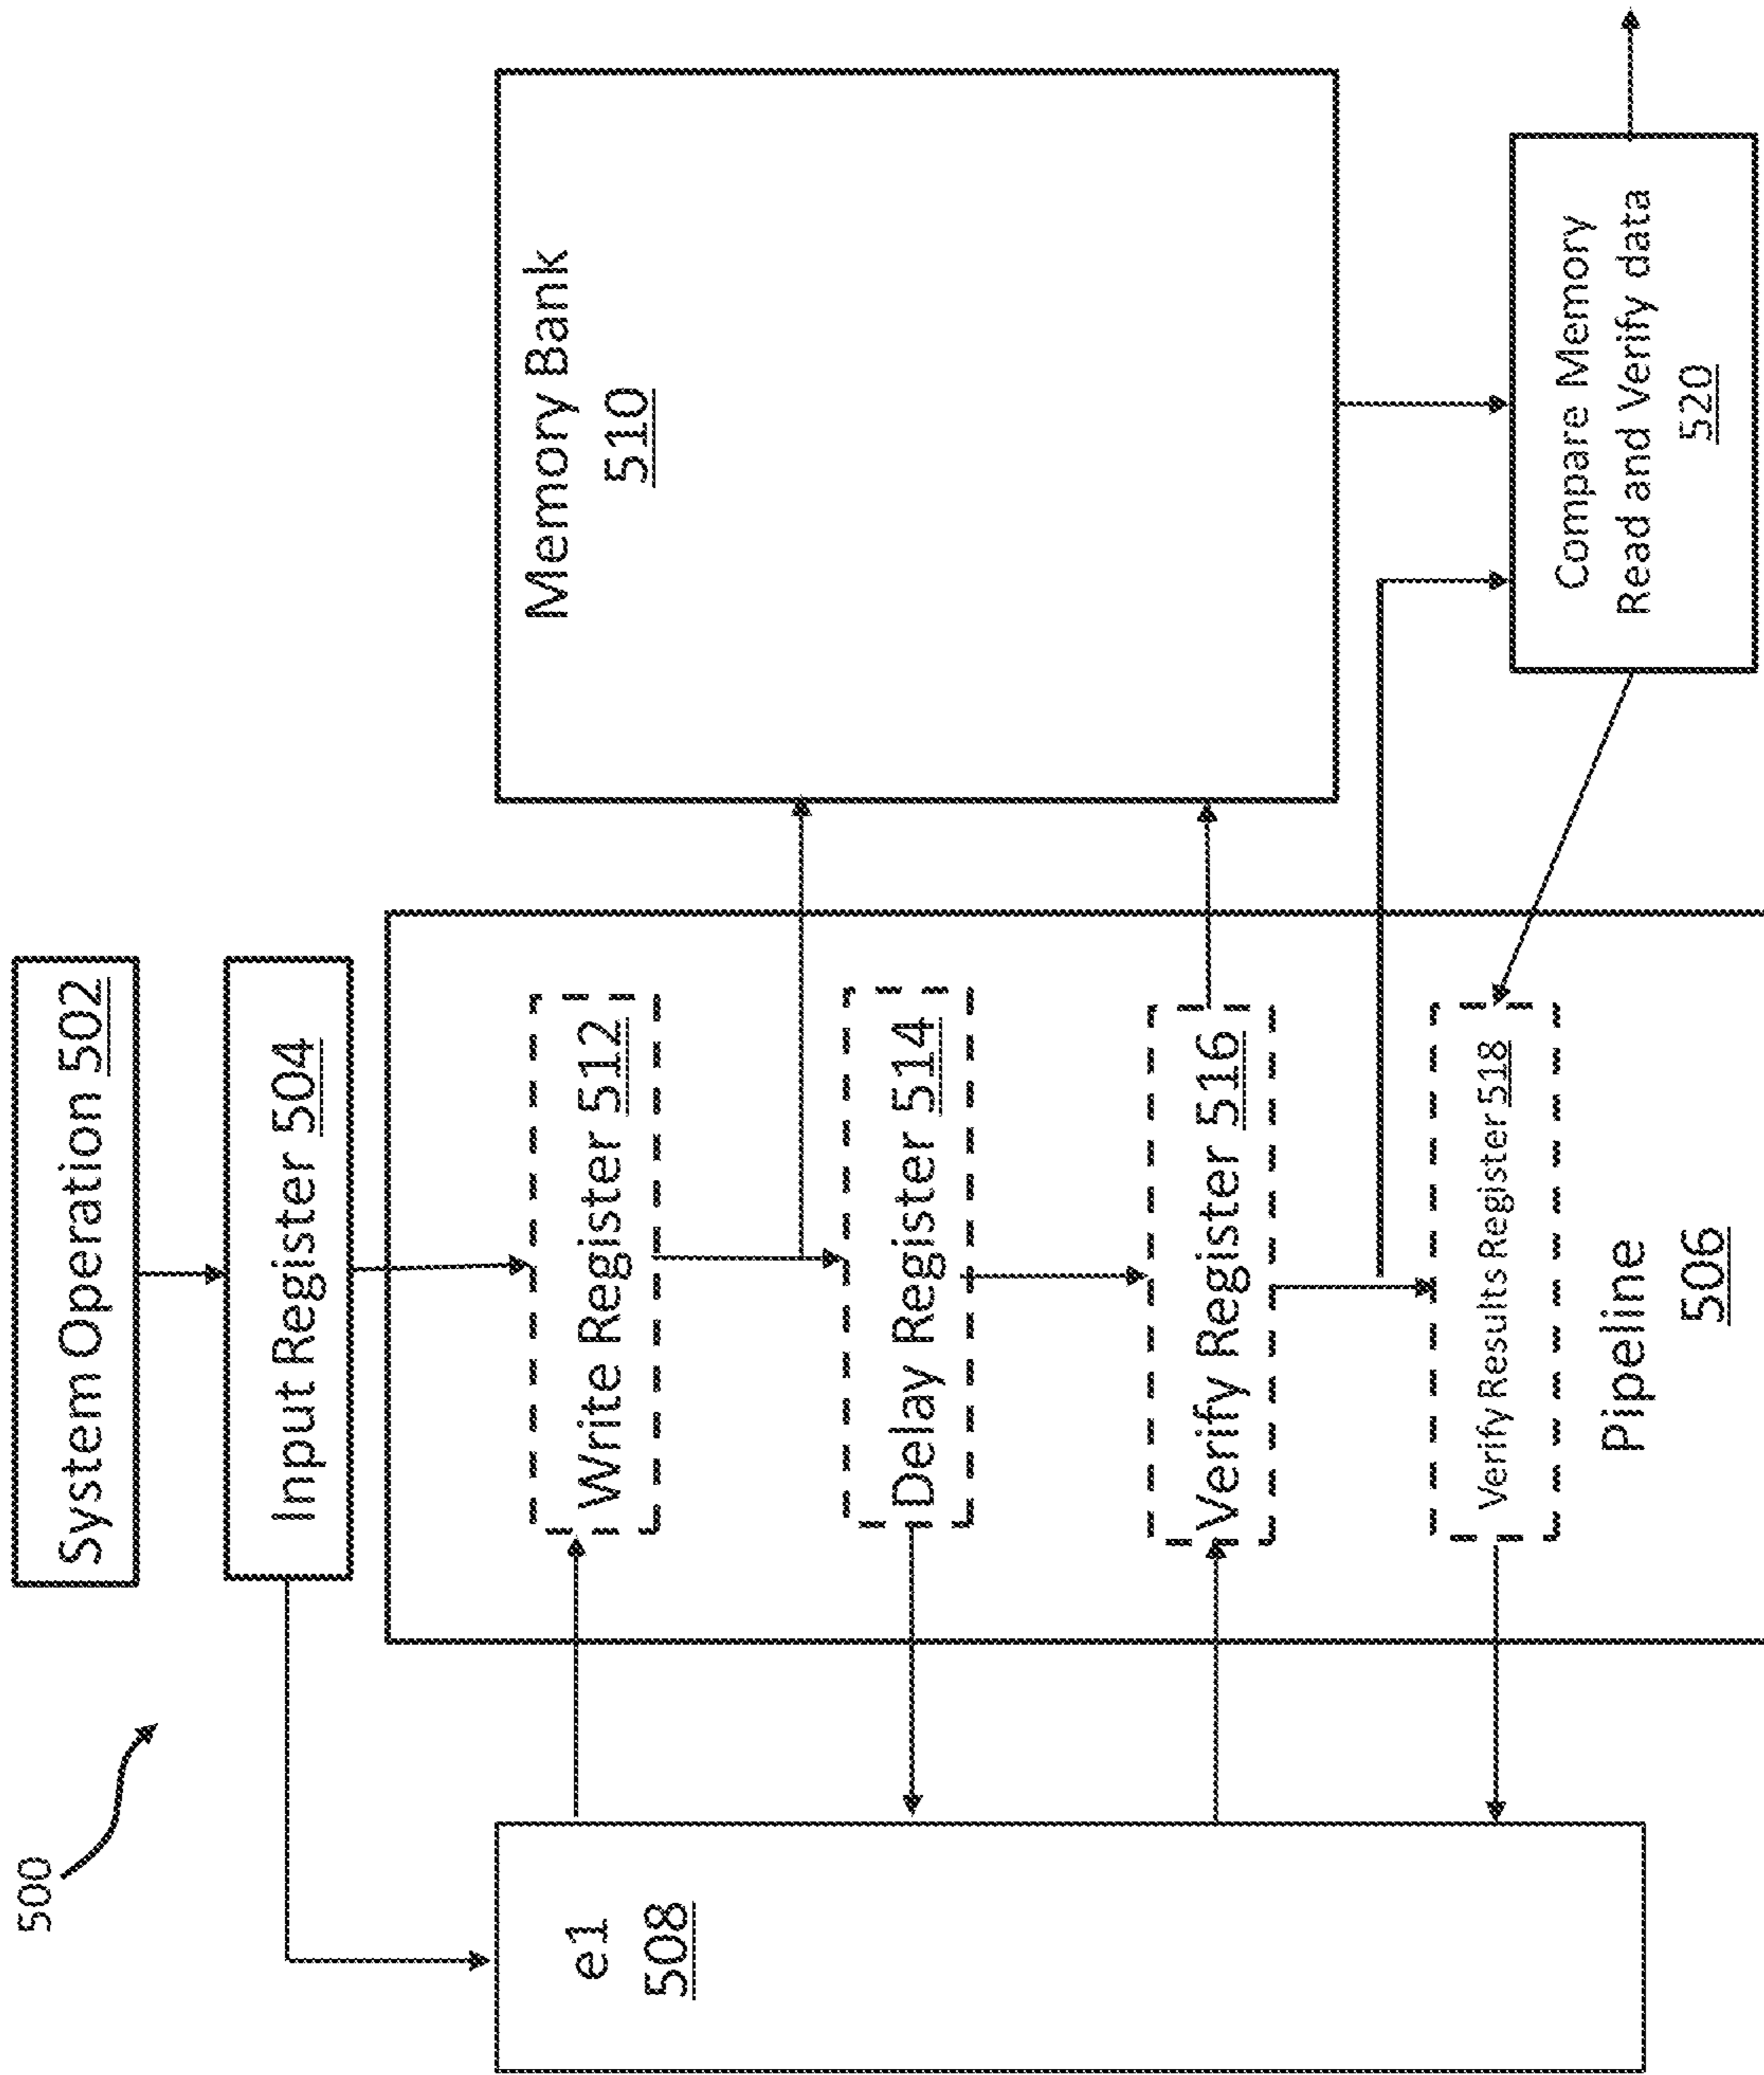 500
System Operation 502
Input Register 504
e1
508
Write Register 512
Delay Register 514
Verify Register 516
Verify Results Register 518
Pipeline
506
Memory Bank
510
Compare Memory
Read and Verify data
520